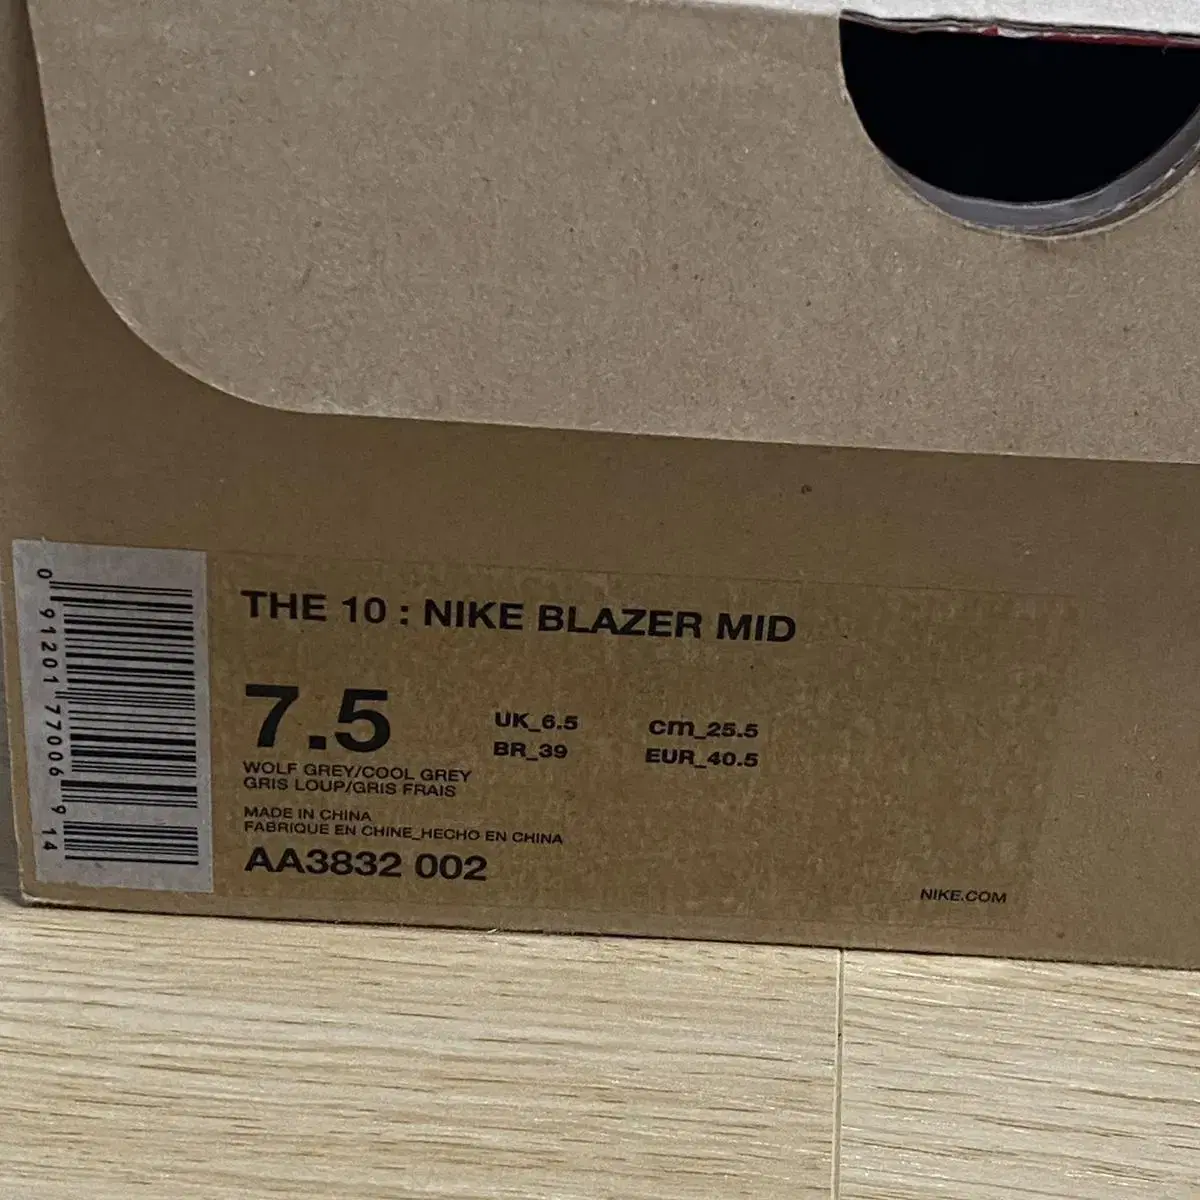 THE 10 : NIKE BLAZER MID
7.5
UK_6.5 cm_25.5
BR_39 EUR_40.5
WOLF GREY/COOL GREY
GRIS LOUP/GRIS FRAIS
MADE IN CHINA
FABRIQUE EN CHINE_HECHO EN CHINA
AA3832 002
NIKE.COM
0 91201 77006 9 14